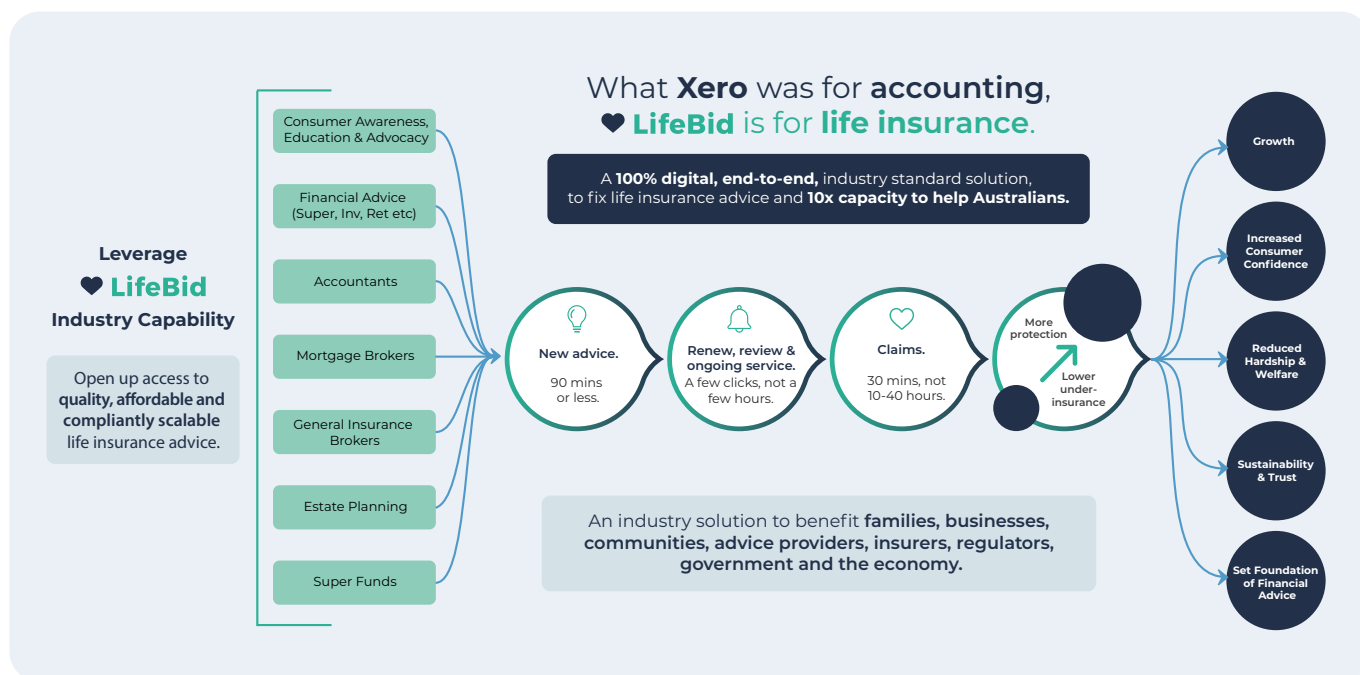 What Xero was for accounting,
LifeBid is for life insurance.
A 100% digital, end-to-end, industry standard solution,
to fix life insurance advice and 10x capacity to help Australians.
Leverage
LifeBid
Industry Capability
Open up access to
quality, affordable and
compliantly scalable
life insurance advice.
Consumer Awareness,
Education & Advocacy
Financial Advice
(Super, Inv, Ret etc)
Accountants
Mortgage Brokers
General Insurance
Brokers
Estate Planning
Super Funds
New advice.
90 mins
or less.
Renew, review &
ongoing service.
A few clicks, not a
few hours.
Claims.
30 mins, not
10-40 hours.
More
protection
Lower
under-
insurance
An industry solution to benefit families, businesses,
communities, advice providers, insurers, regulators,
government and the economy.
Growth
Increased
Consumer
Confidence
Reduced
Hardship &
Welfare
Sustainability
& Trust
Set Foundation
of Financial
Advice